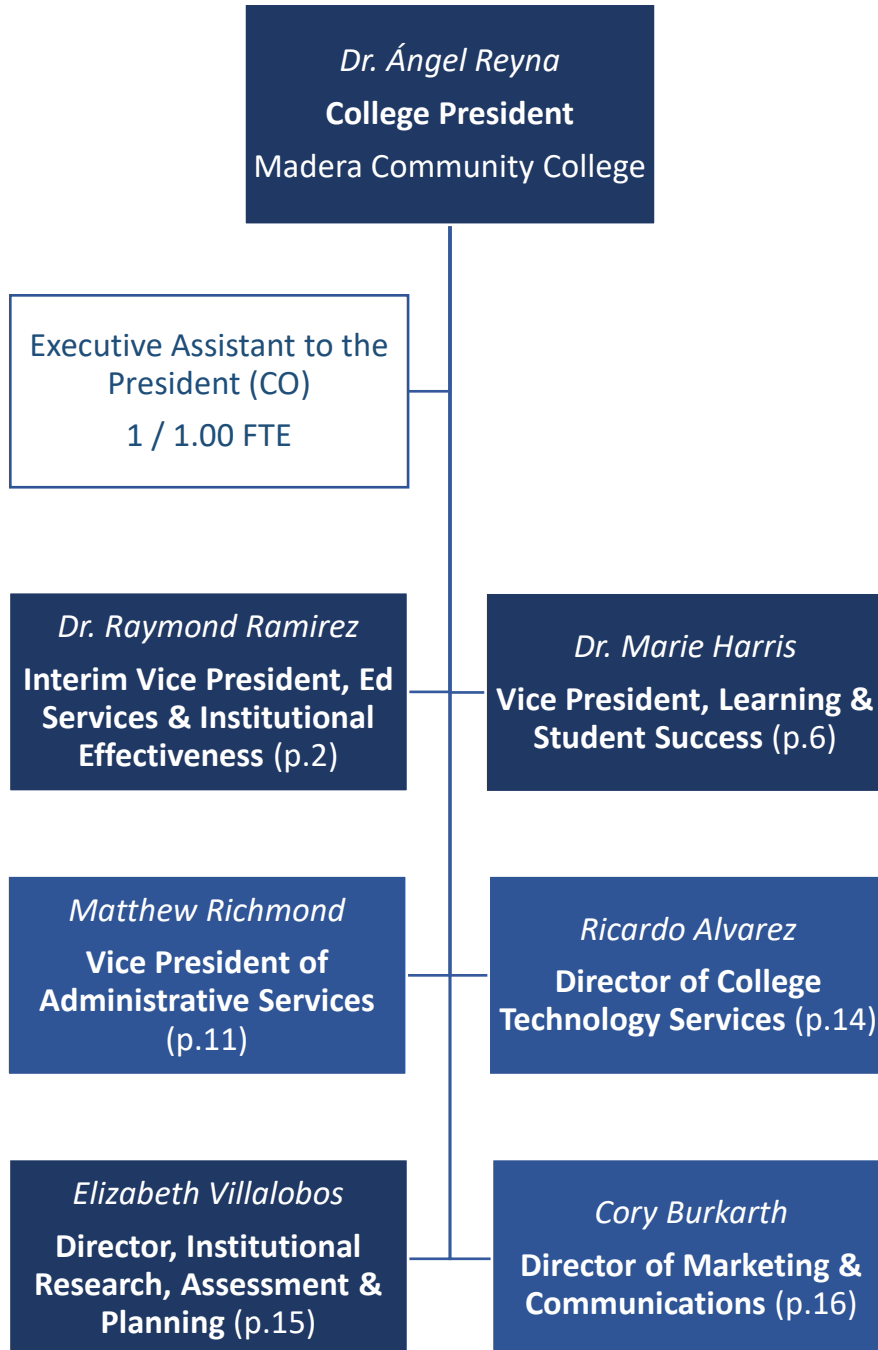 Dr. Ángel Reyna
College President
Madera Community College
Executive Assistant to the
President (CO)
1 / 1.00 FTE
Dr. Raymond Ramirez
Interim Vice President, Ed
Services & Institutional
Effectiveness (p.2)
Dr. Marie Harris
Vice President, Learning &
Student Success (p.6)
Matthew Richmond
Vice President of
Administrative Services
(p.11)
Ricardo Alvarez
Director of College
Technology Services (p.14)
Elizabeth Villalobos
Director, Institutional
Research, Assessment &
Planning (p.15)
Cory Burkarth
Director of Marketing &
Communications (p.16)